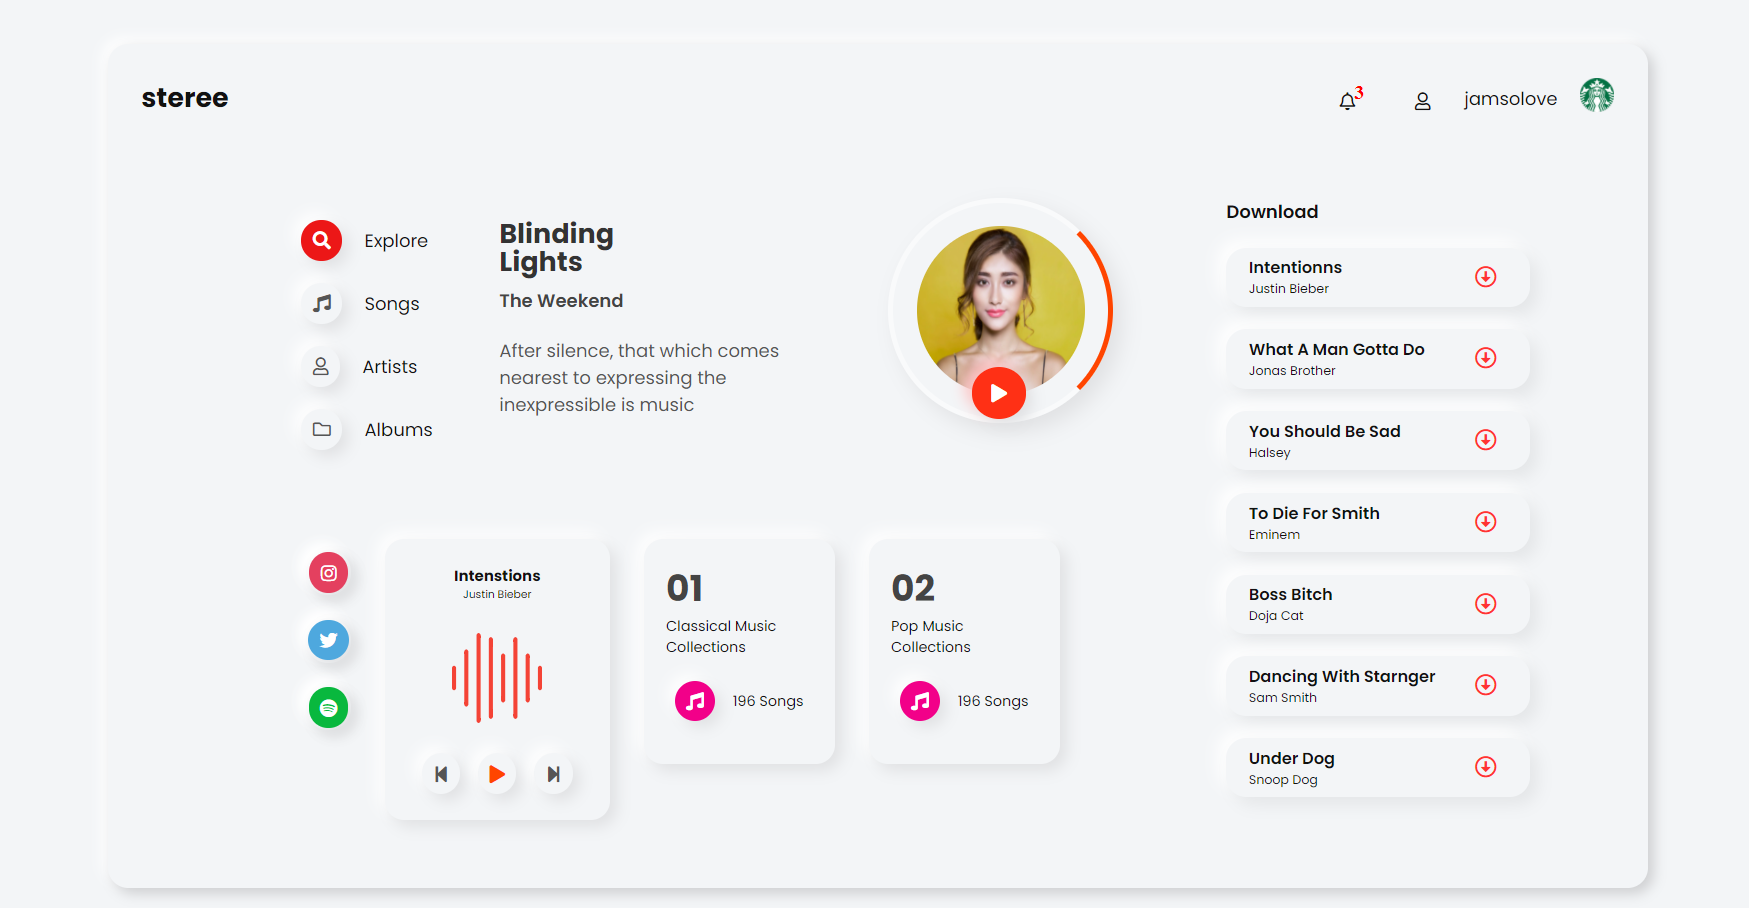 steree
3
jamsolove
Explore
Songs
Artists
Albums
Blinding
Lights
The Weekend
After silence, that which comes
nearest to expressing the
inexpressible is music
Intenstions
Justin Bieber
01
Classical Music
Collections
196 Songs
02
Pop Music
Collections
196 Songs
Download
Intentionns
Justin Bieber
What A Man Gotta Do
Jonas Brother
You Should Be Sad
Halsey
To Die For Smith
Eminem
Boss Bitch
Doja Cat
Dancing With Starnger
Sam Smith
Under Dog
Snoop Dog